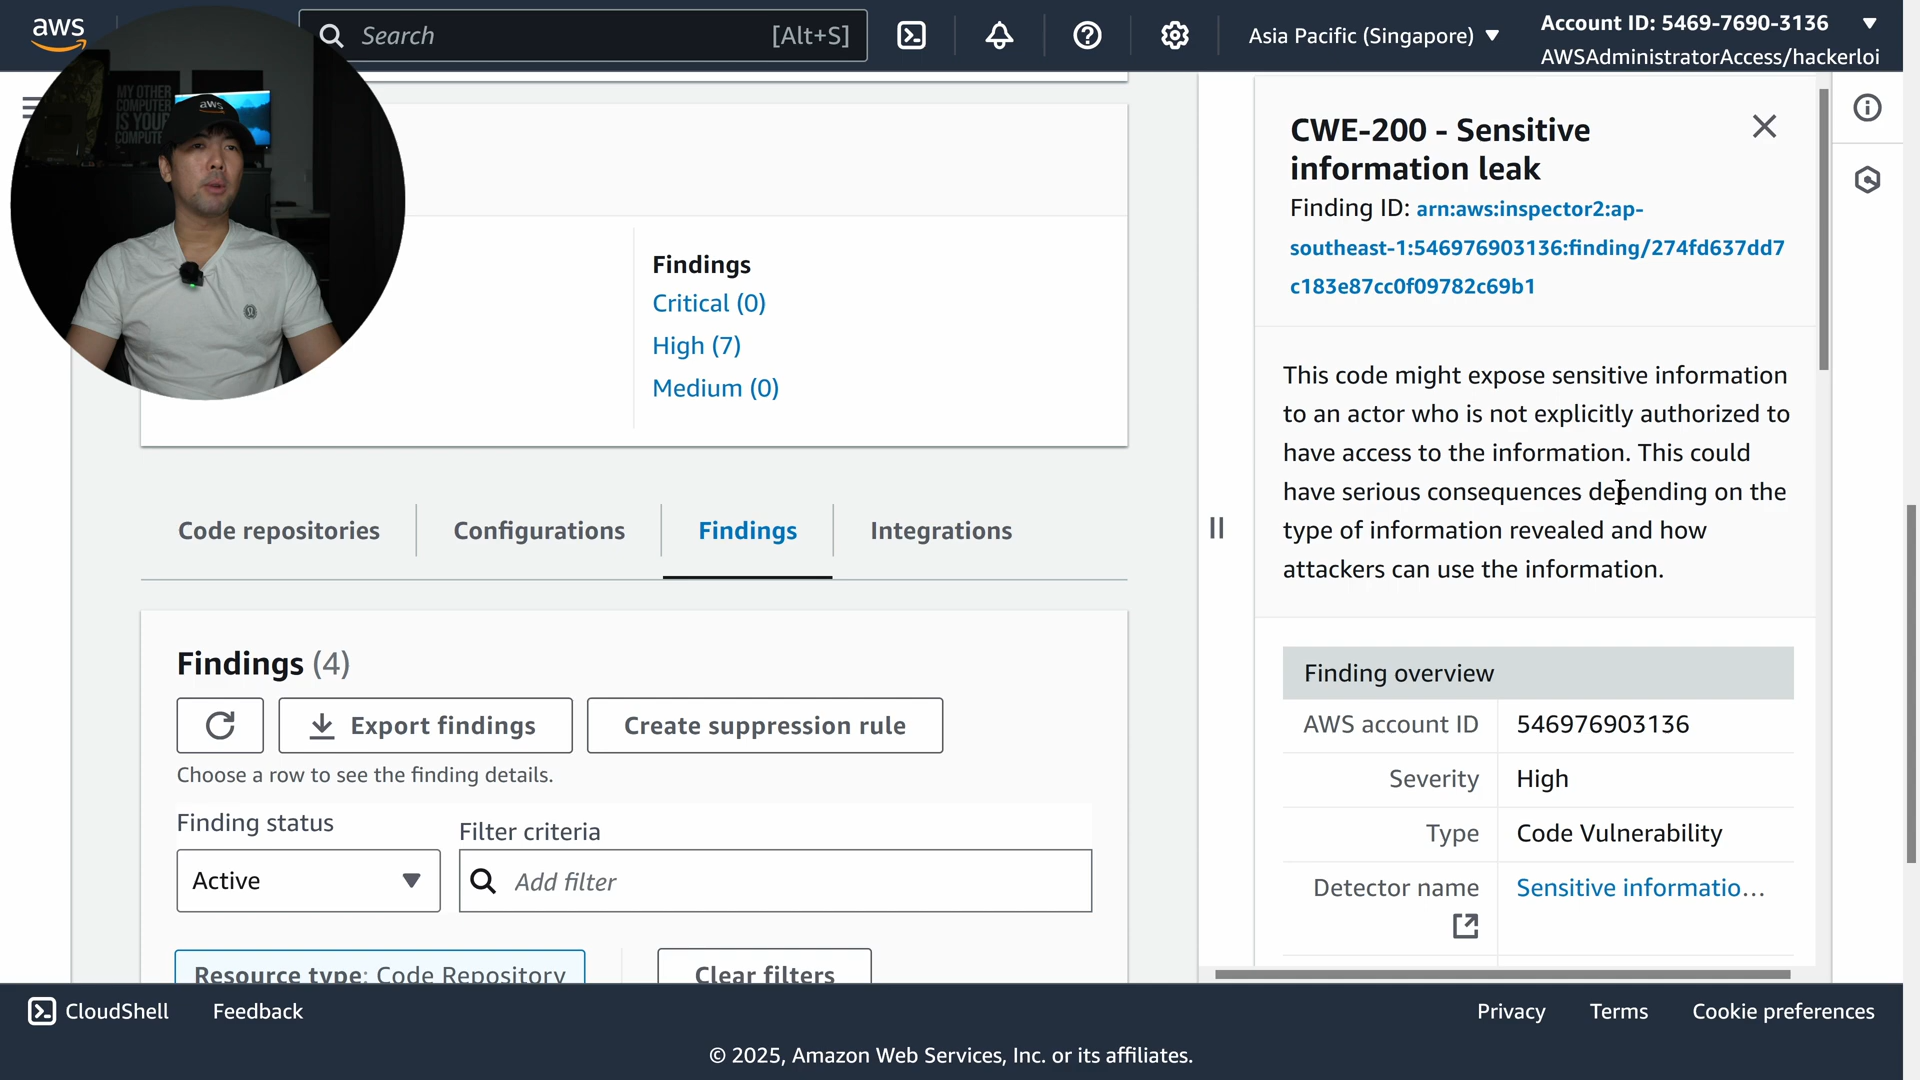 aws
Search [Alt+S]
Asia Pacific (Singapore)
Account ID: 5469-7690-3136
AWSAdministratorAccess/hackerloi
MY OTHER
COMPUTER
IS YOUR
COMPUTER
aws
Findings
Critical (0)
High (7)
Medium (0)
Code repositories
Configurations
Findings
Integrations
Findings (4)
Export findings
Create suppression rule
Choose a row to see the finding details.
Finding status
Filter criteria
Active
Add filter
Resource type: Code Repository
Clear filters
CWE-200 - Sensitive
information leak
Finding ID: arn:aws:inspector2:ap-
southeast-1:546976903136:finding/274fd637dd7
c183e87cc0f09782c69b1
This code might expose sensitive information
to an actor who is not explicitly authorized to
have access to the information. This could
have serious consequences depending on the
type of information revealed and how
attackers can use the information.
Finding overview
AWS account ID 546976903136
Severity High
Type Code Vulnerability
Detector name Sensitive informatio...
CloudShell
Feedback
Privacy
Terms
Cookie preferences
© 2025, Amazon Web Services, Inc. or its affiliates.